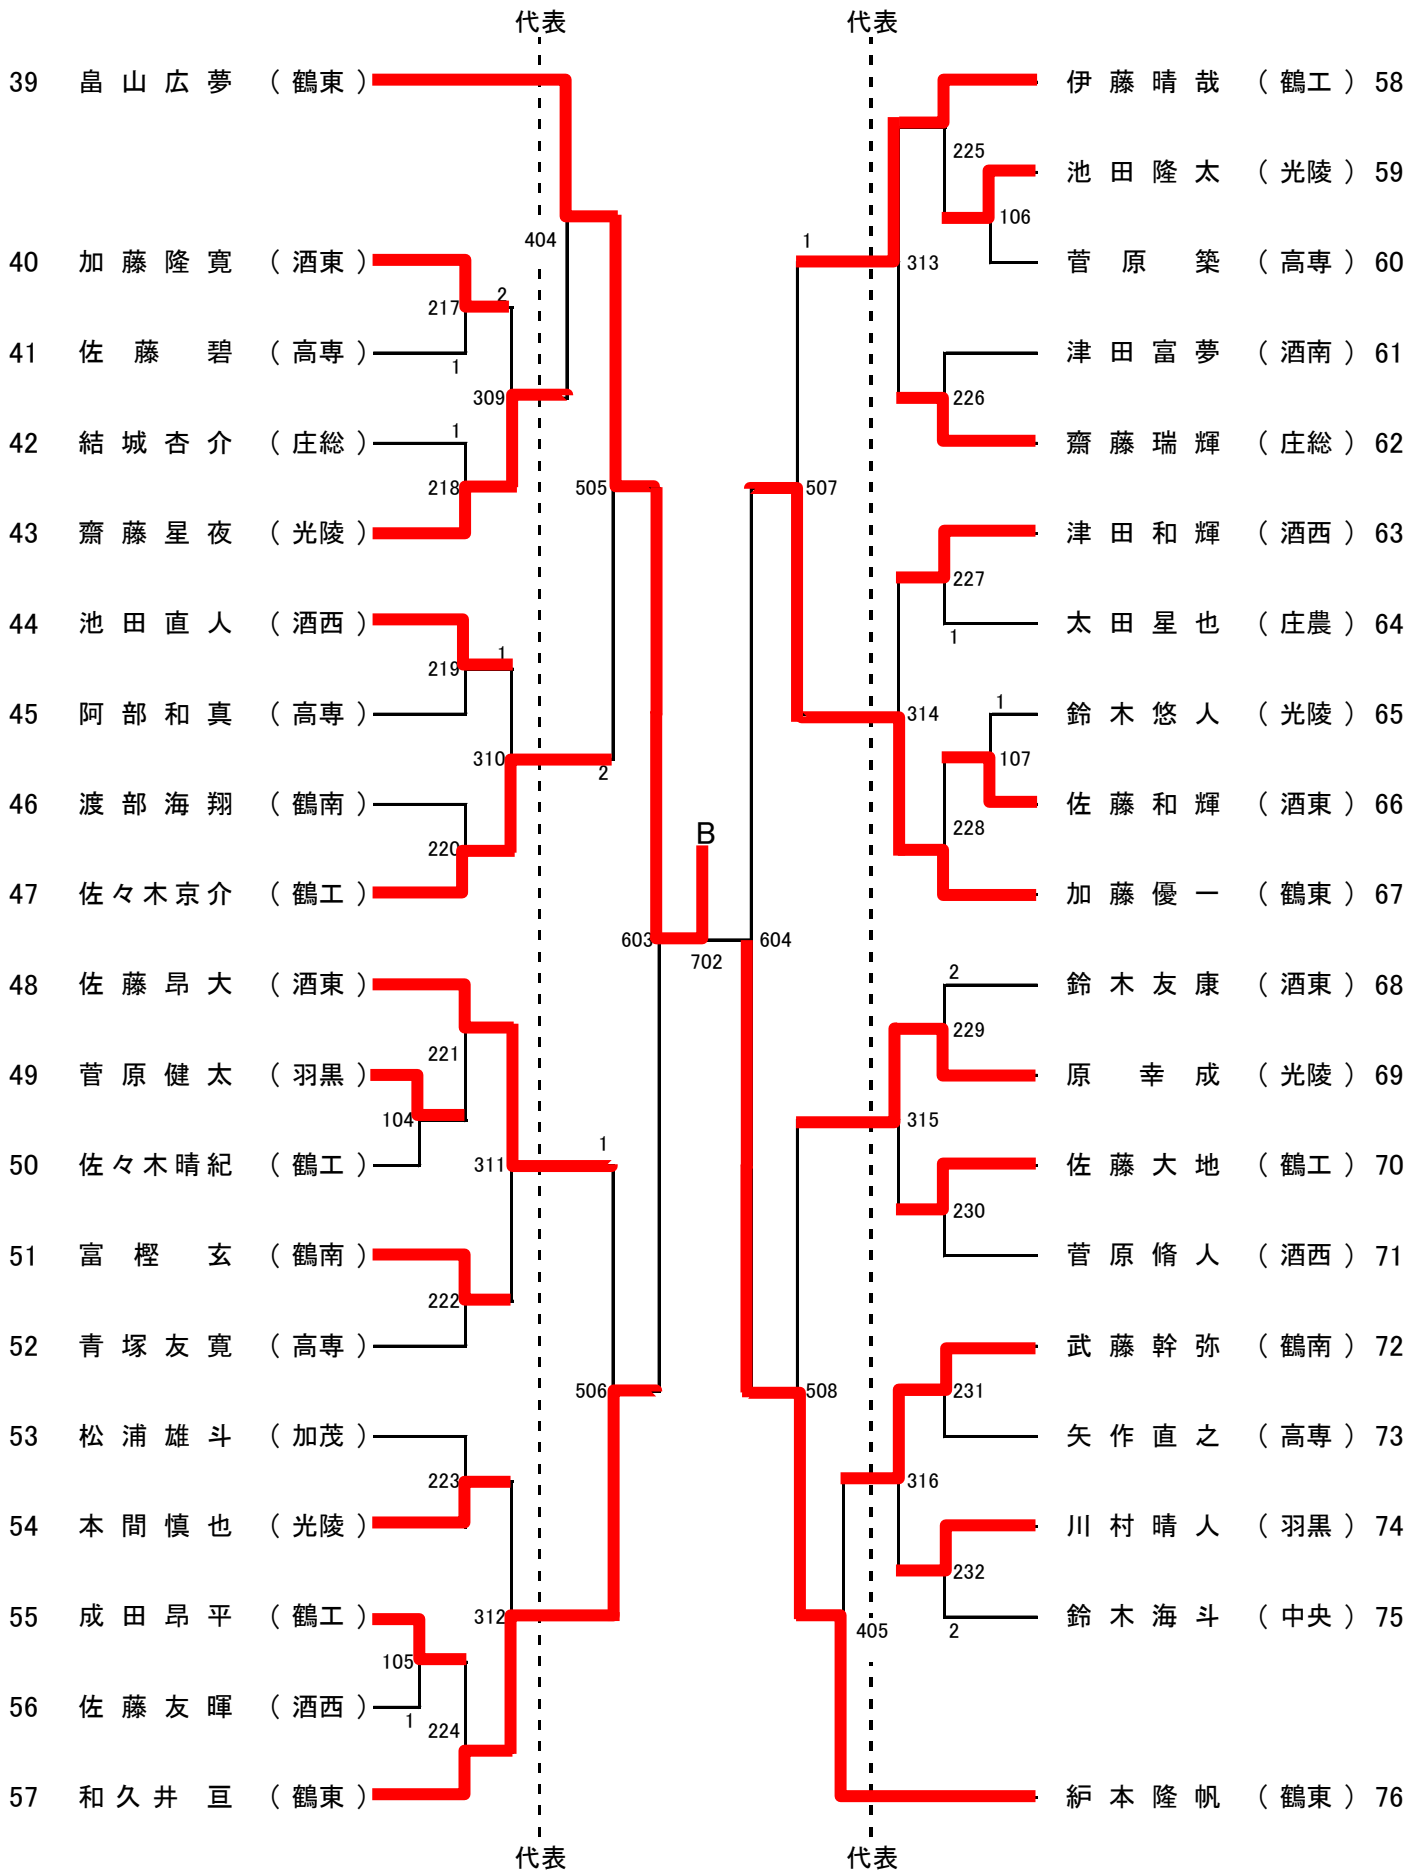 代表 代表
39 畠山広夢 （鶴東） 伊藤晴哉 （鶴工） 58
225
池田隆太 （光陵） 59
106
404 1
40 加藤隆寛 （酒東） 313 菅原築 （高専） 60
217 2
41 佐藤碧 （高専） 津田富夢 （酒南） 61
1
309 226
42 結城杏介 （庄総） 1 齋藤瑞輝 （庄総） 62
218 505 507
43 齋藤星夜 （光陵） 津田和輝 （酒西） 63
227
44 池田直人 （酒西） 太田星也 （庄農） 64
1
219 1
1
45 阿部和真 （高専） 314 鈴木悠人 （光陵） 65
310 107
2
46 渡部海翔 （鶴南） 佐藤和輝 （酒東） 66
B 228
220
47 佐々木京介 （鶴工） 加藤優一 （鶴東） 67
603 604
702 2
48 佐藤昂大 （酒東） 鈴木友康 （酒東） 68
229
221
49 菅原健太 （羽黒） 原幸成 （光陵） 69
104 315
1
50 佐々木晴紀 （鶴工） 311 佐藤大地 （鶴工） 70
230
51 富樫玄 （鶴南） 菅原脩人 （酒西） 71
222
52 青塚友寛 （高専） 武藤幹弥 （鶴南） 72
506 508 231
53 松浦雄斗 （加茂） 矢作直之 （高専） 73
223 316
54 本間慎也 （光陵） 川村晴人 （羽黒） 74
232
55 成田昂平 （鶴工） 312 鈴木海斗 （中央） 75
405 2
105
56 佐藤友暉 （酒西）
1
224
57 和久井亘 （鶴東） 本隆帆 （鶴東） 76
代表 代表